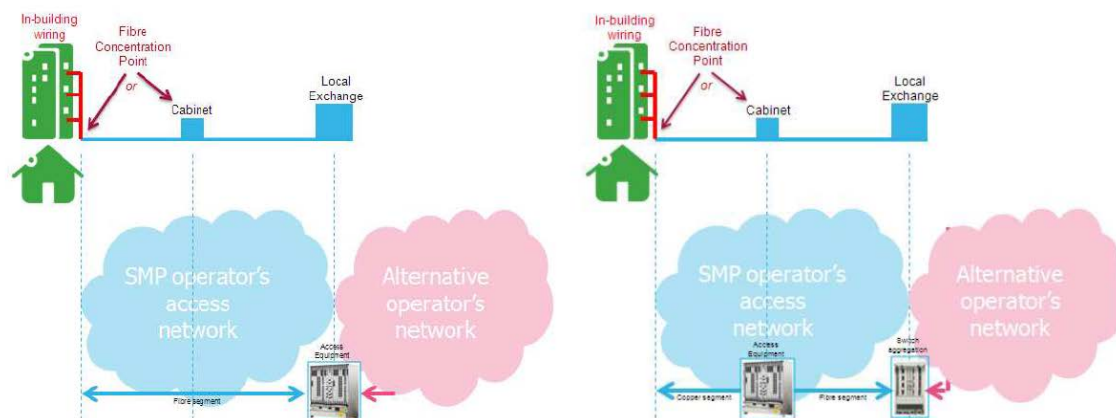 In-building
wiring
Fibre
Concentration
Point
or
Cabinet
Local
Exchange
SMP operator's
access
network
Alternative
operator's
network
Access
Equipment
Fibre segment
In-building
wiring
Fibre
Concentration
Point
or
Cabinet
Local
Exchange
SMP operator's
access
network
Alternative
operator's
network
Access
Equipment
Switch
aggregation
Copper segment
Fibre segment